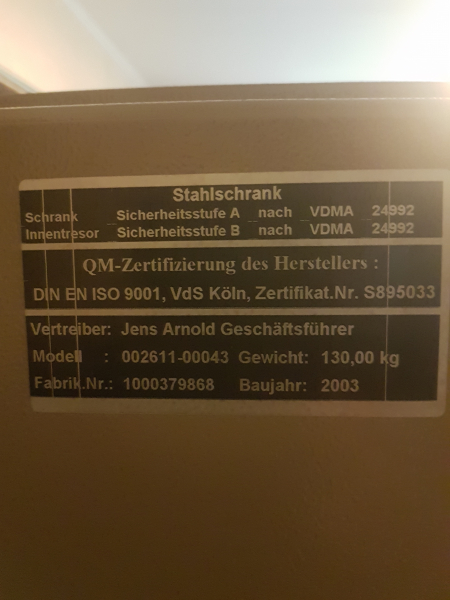 Stahlschrank
Schrank Sicherheitsstufe A nach VDMA 24992
Innentresor Sicherheitsstufe B nach VDMA 24992
QM-Zertifizierung des Herstellers :
DIN EN ISO 9001, VdS Köln, Zertifikat.Nr. S895033
Vertreiber: Jens Arnold Geschäftsführer
Modell : 002611-00043 Gewicht: 130,00 kg
Fabrik.Nr.: 1000379868 Baujahr: 2003